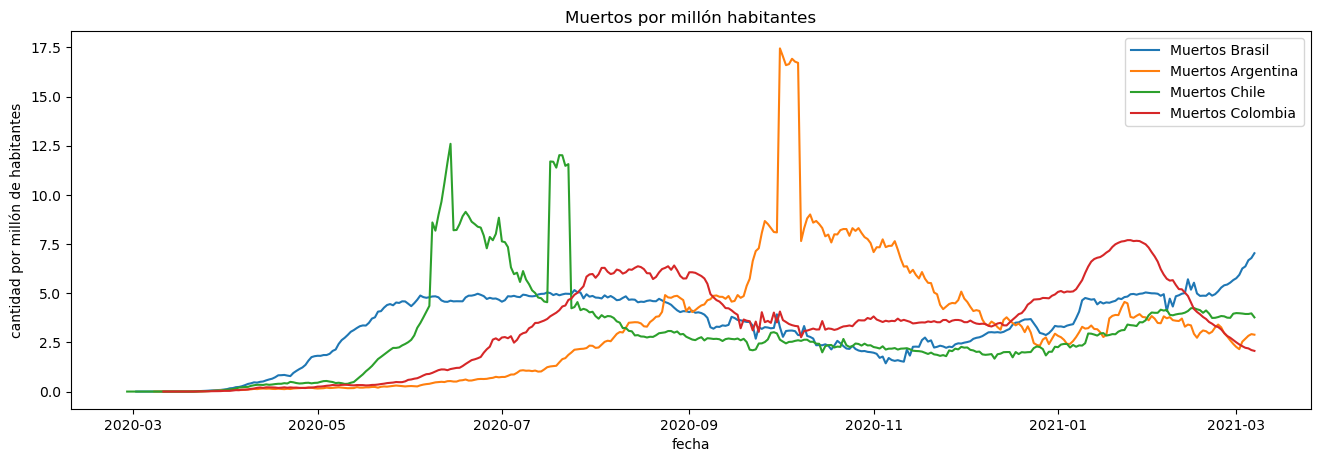 Muertos por millón habitantes
cantidad por millón de habitantes
17.5
15.0
12.5
10.0
7.5
5.0
2.5
0.0
Muertos Brasil
Muertos Argentina
Muertos Chile
Muertos Colombia
2020-03
2020-05
2020-07
2020-09
2020-11
2021-01
2021-03
fecha